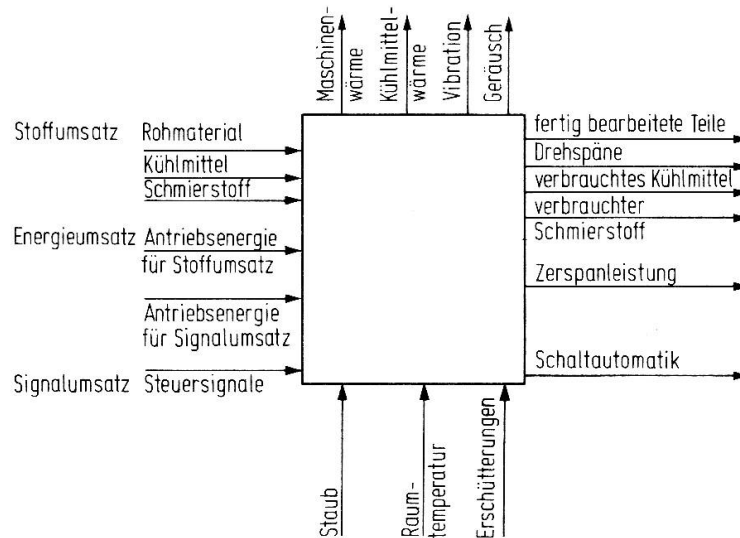 Maschinen-
wärme
Kühlmittel-
wärme
Vibration
Geräusch
Stoffumsatz
Rohmaterial
Kühlmittel
Schmierstoff
Energieumsatz
Antriebsenergie
für Stoffumsatz
Antriebsenergie
für Signalumsatz
Signalumsatz
Steuersignale
fertig bearbeitete Teile
Drehspäne
verbrauchtes Kühlmittel
verbrauchter
Schmierstoff
Zerspanleistung
Schaltautomatik
Staub
Raum-
temperatur
Erschütterungen